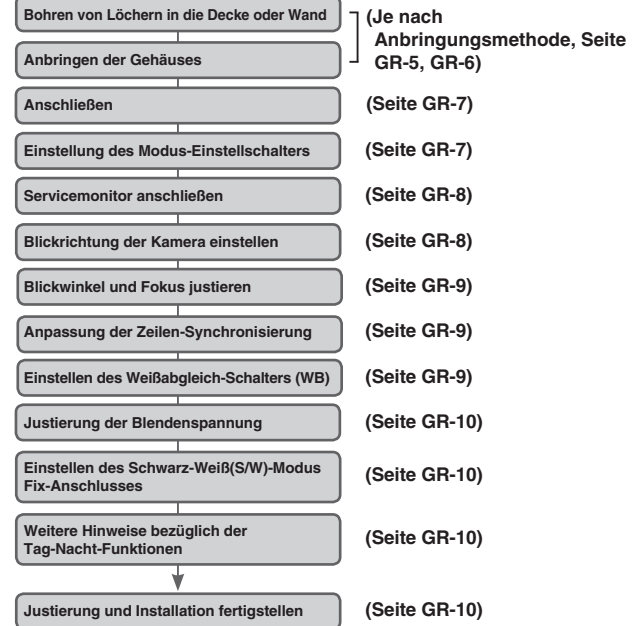 Bohren von Löchern in die Decke oder Wand
(Je nach
Anbringungsmethode, Seite
GR-5, GR-6)
Anbringen der Gehäuses
Anschließen
(Seite GR-7)
Einstellung des Modus-Einstellschalters
(Seite GR-7)
Servicemonitor anschließen
(Seite GR-8)
Blickrichtung der Kamera einstellen
(Seite GR-8)
Blickwinkel und Fokus justieren
(Seite GR-9)
Anpassung der Zeilen-Synchronisierung
(Seite GR-9)
Einstellen des Weißabgleich-Schalters (WB)
(Seite GR-9)
Justierung der Blendenspannung
(Seite GR-10)
Einstellen des Schwarz-Weiß(S/W)-Modus
Fix-Anschlusses
(Seite GR-10)
Weitere Hinweise bezüglich der
Tag-Nacht-Funktionen
(Seite GR-10)
Justierung und Installation fertigstellen
(Seite GR-10)